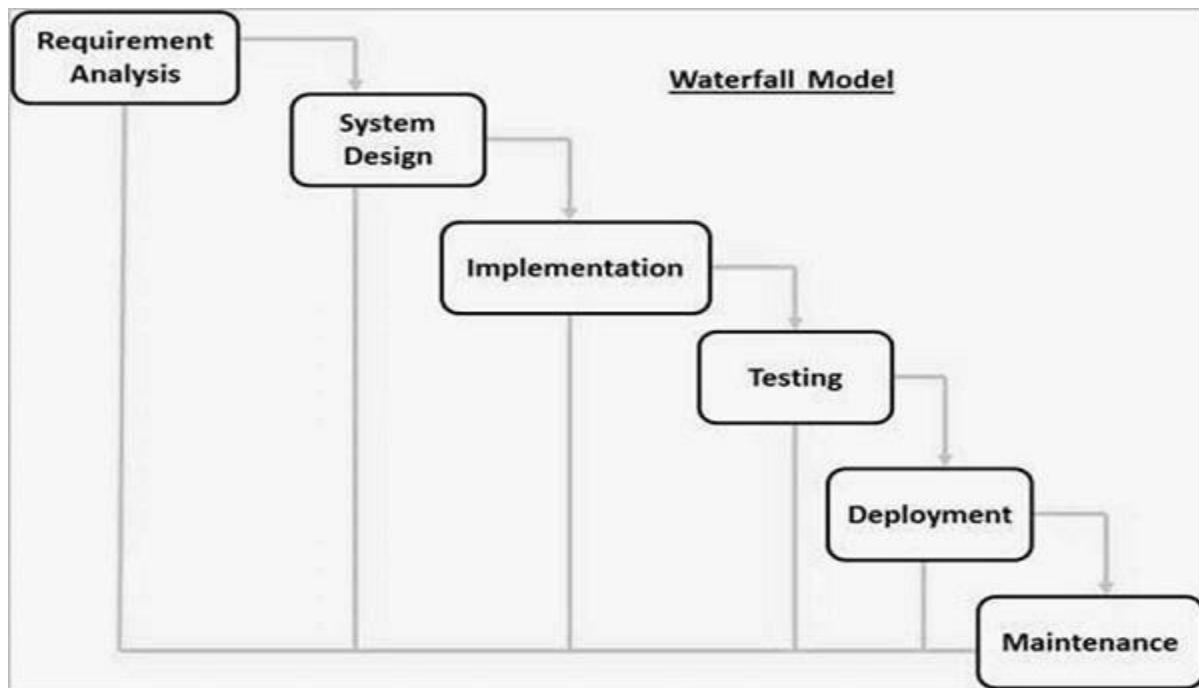 Requirement
Analysis
Waterfall Model
System
Design
Implementation
Testing
Deployment
Maintenance